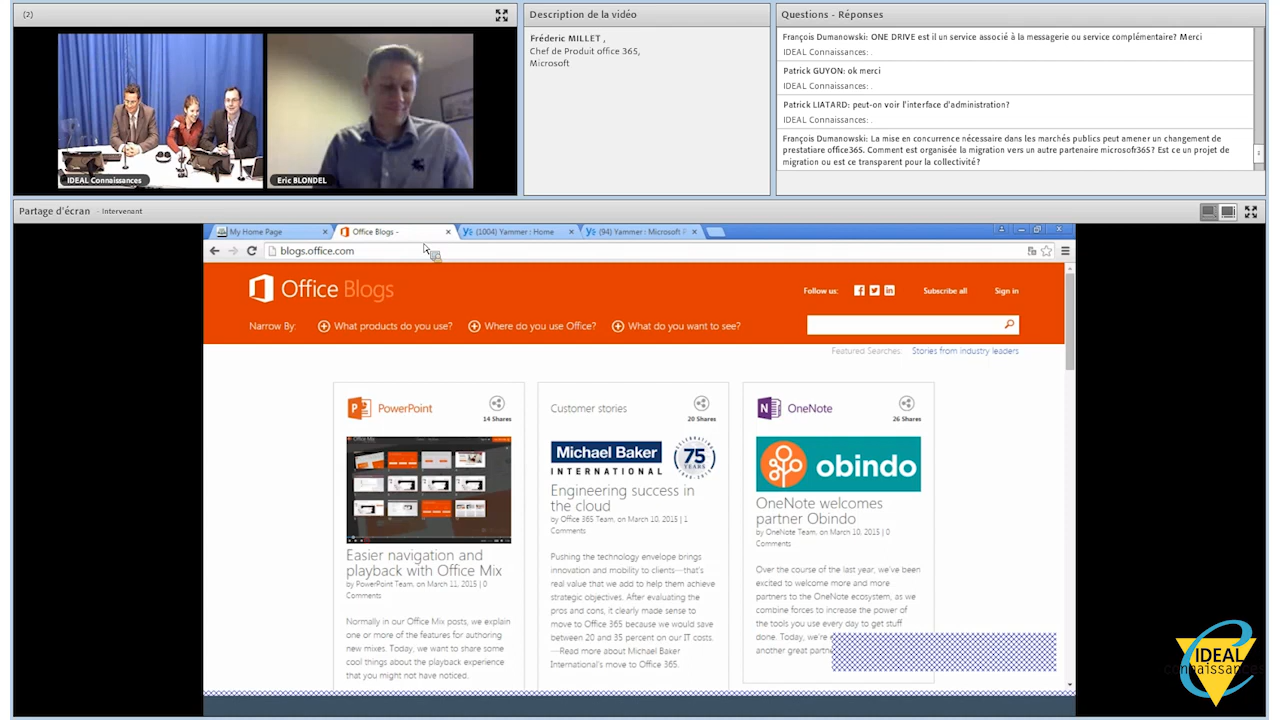 (2)
IDEAL Connaissances
Eric BLONDEL
Description de la vidéo
Fréderic MILLET ,
Chef de Produit office 365,
Microsoft
Questions - Réponses
François Dumanowski: ONE DRIVE est il un service associé à la messagerie ou service complémentaire? Merci
IDEAL Connaissances: .
Patrick GUYON: ok merci
IDEAL Connaissances: .
Patrick LIATARD: peut-on voir l'interface d'administration?
IDEAL Connaissances: .
François Dumanowski: La mise en concurrence nécessaire dans les marchés publics peut amener un changement de
prestatiare office365. Comment est organisée la migration vers un autre partenaire microsofr365? Est ce un projet de
migration ou est ce transparent pour la collectivité?
Partage d'écran - Intervenant
My Home Page
Office Blogs -
(1004) Yammer : Home
(94) Yammer : Microsoft
blogs.office.com
Office Blogs
Follow us:
Subscribe all
Sign in
Narrow By:
What products do you use?
Where do you use Office?
What do you want to see?
Featured Searches:
Stories from industry leaders
PowerPoint
14 Shares
Easier navigation and
playback with Office Mix
by PowerPoint Team, on March 11, 2015 | 0
Comments
Normally in our Office Mix posts, we explain
one or more of the features for authoring
new mixes. Today, we want to share some
cool things about the playback experience
that you might not have noticed.
Customer stories
20 Shares
Michael Baker
INTERNATIONAL
CELEBRATING
75
YEARS
Engineering success in
the cloud
by Office 365 Team, on March 10, 2015 | 1
Comments
Pushing the technology envelope brings
innovation and mobility to clients—that's
real value that we add to help them achieve
strategic objectives. After evaluating the
pros and cons, it clearly made sense to
move to Office 365 because we would save
between 20 and 35 percent on our IT costs.
—Read more about Michael Baker
International's move to Office 365.
OneNote
26 Shares
obindo
OneNote welcomes
partner Obindo
by OneNote Team, on March 10, 2015 | 0
Comments
Over the course of the last year, we've been
excited to welcome more and more
partners to the OneNote ecosystem, as we
combine forces to increase the power of
the tools you use every day to get stuff
done. Today, we're
another great partn
IDEAL
connaissances